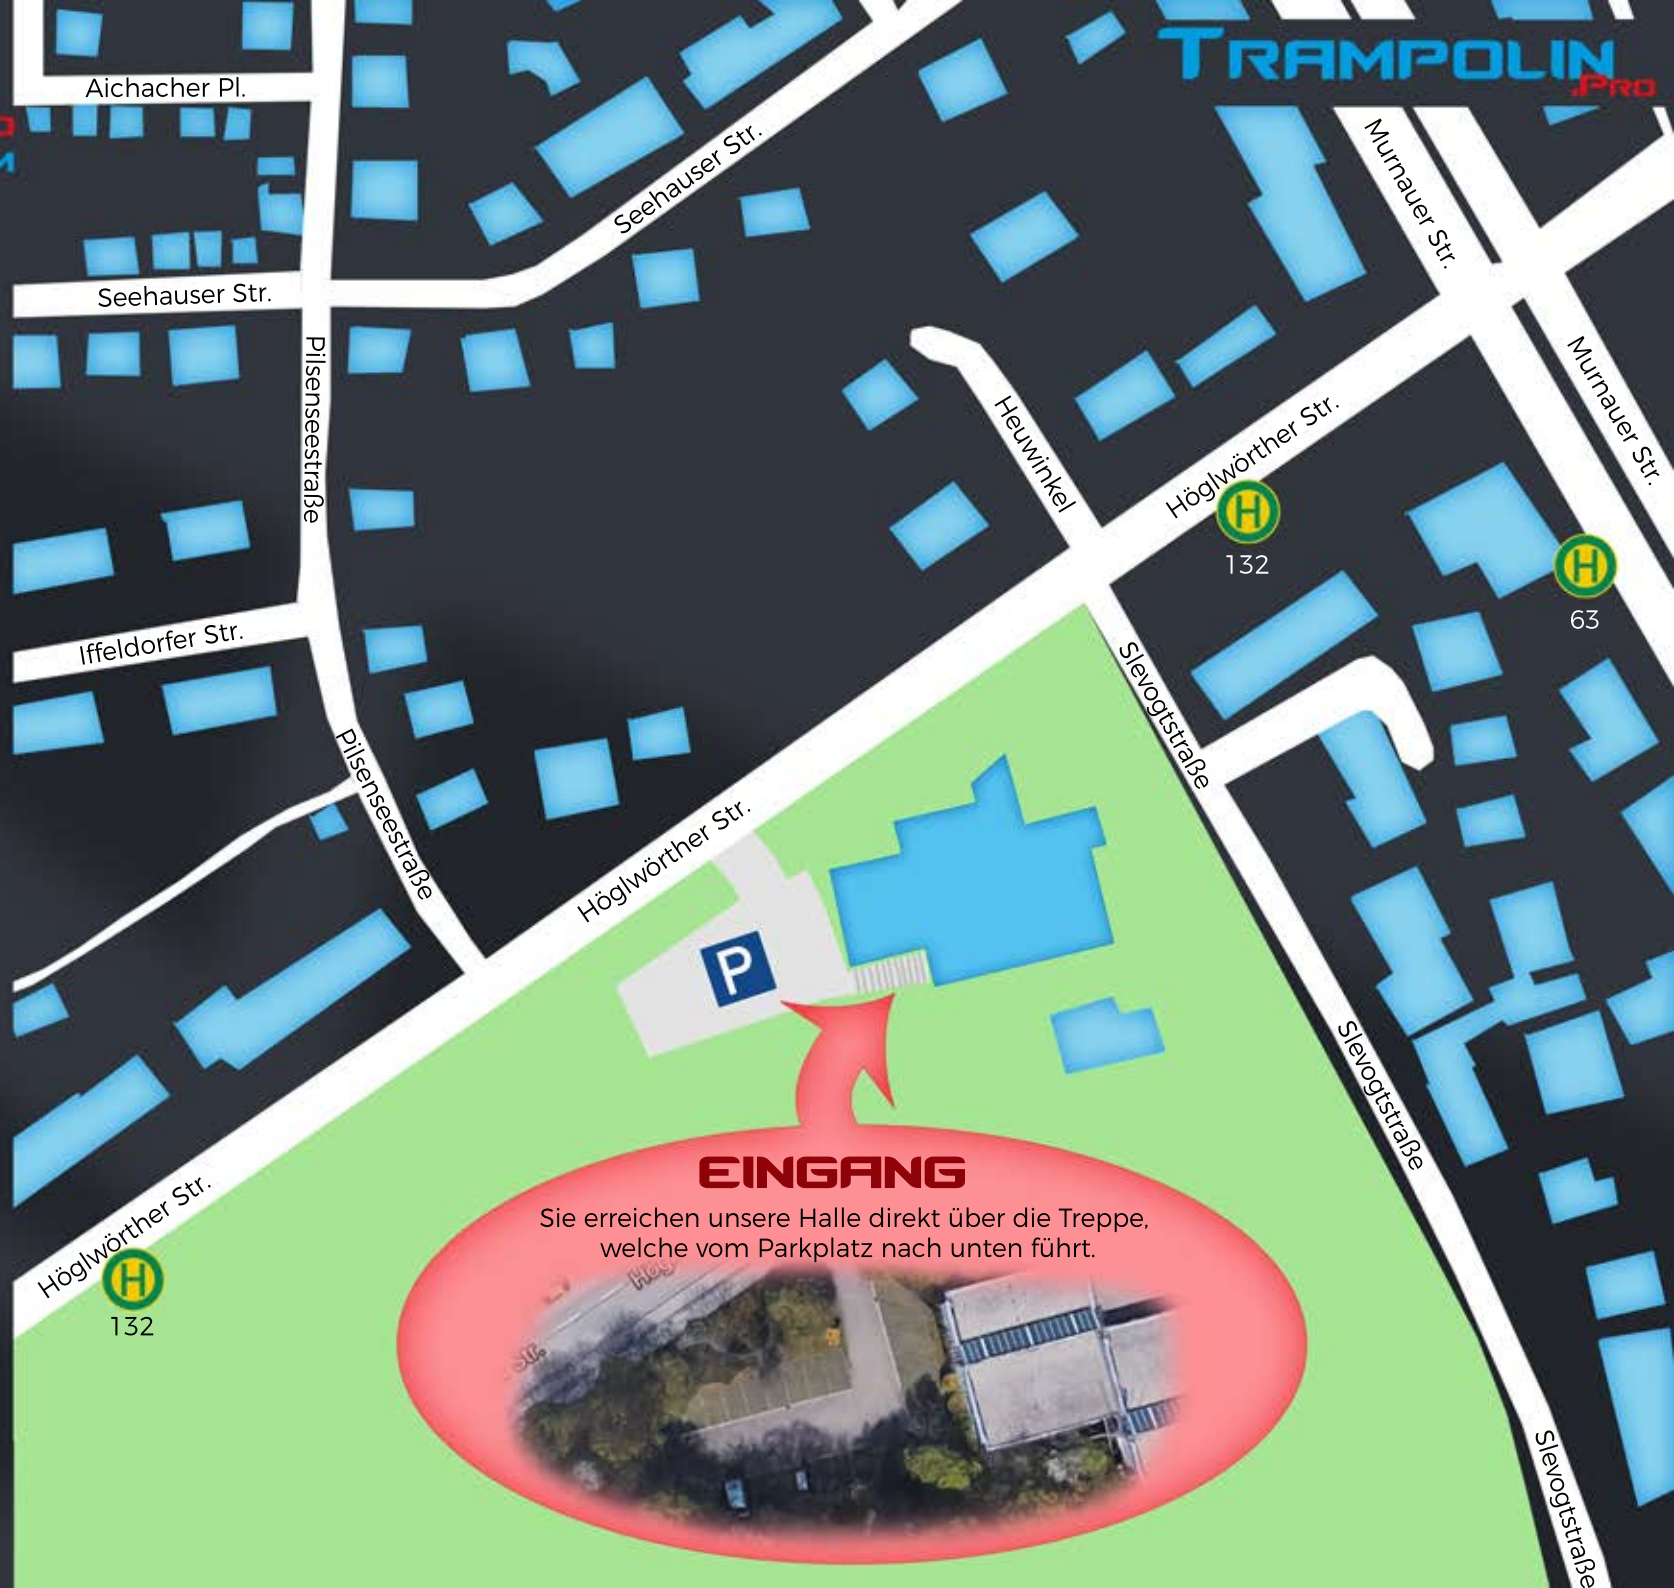 TRAMPOLIN
.PRO
Aichacher Pl.
Seehauser Str.
Murnauer Str.
Seehauser Str.
Pilsenseestraße
Murnauer Str.
Heuwinkel
Höglwörther Str.
H
132
H
63
Iffeldorfer Str.
Slevogtstraße
Pilsenseestraße
Höglwörther Str.
P
Slevogtstraße
EINGANG
Höglwörther Str.
Sie erreichen unsere Halle direkt über die Treppe,
welche vom Parkplatz nach unten führt.
H
132
Str.
Slevogtstraße